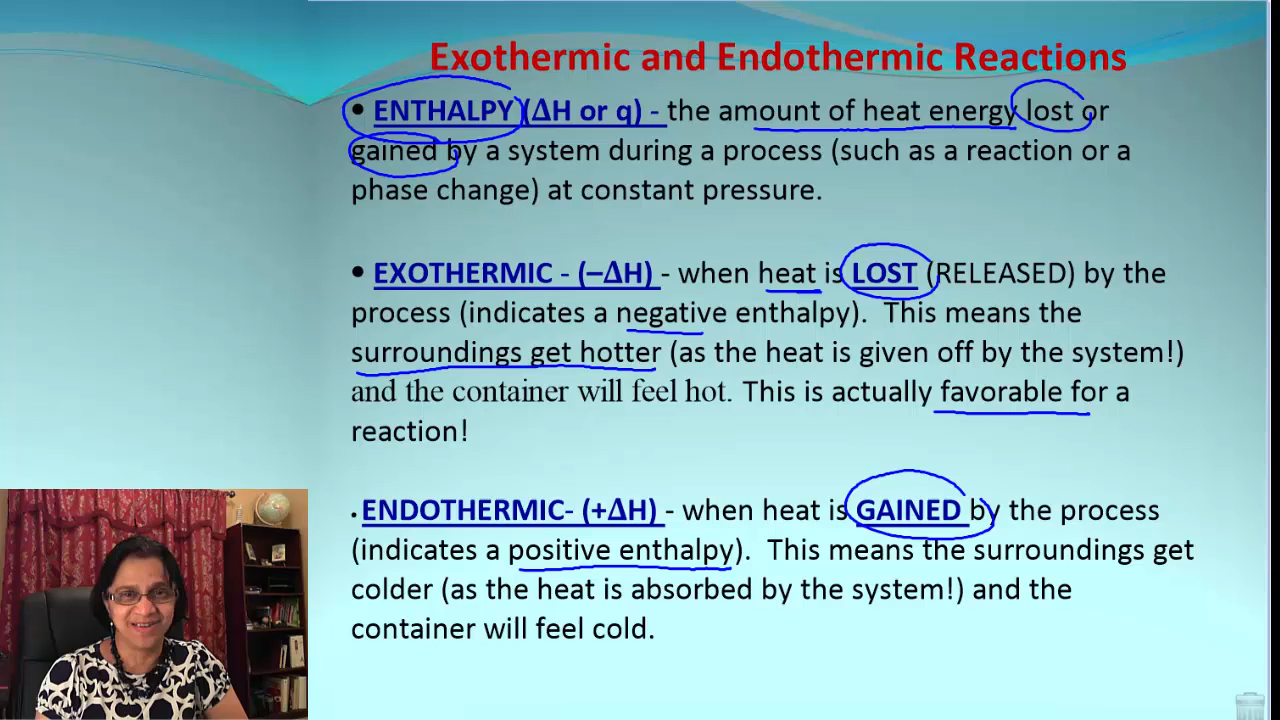 Exothermic and Endothermic Reactions
• ENTHALPY (ΔH or q) - the amount of heat energy lost or
gained by a system during a process (such as a reaction or a
phase change) at constant pressure.
• EXOTHERMIC - (–ΔH) - when heat is LOST (RELEASED) by the
process (indicates a negative enthalpy). This means the
surroundings get hotter (as the heat is given off by the system!)
and the container will feel hot. This is actually favorable for a
reaction!
• ENDOTHERMIC- (+ΔH) - when heat is GAINED by the process
(indicates a positive enthalpy). This means the surroundings get
colder (as the heat is absorbed by the system!) and the
container will feel cold.